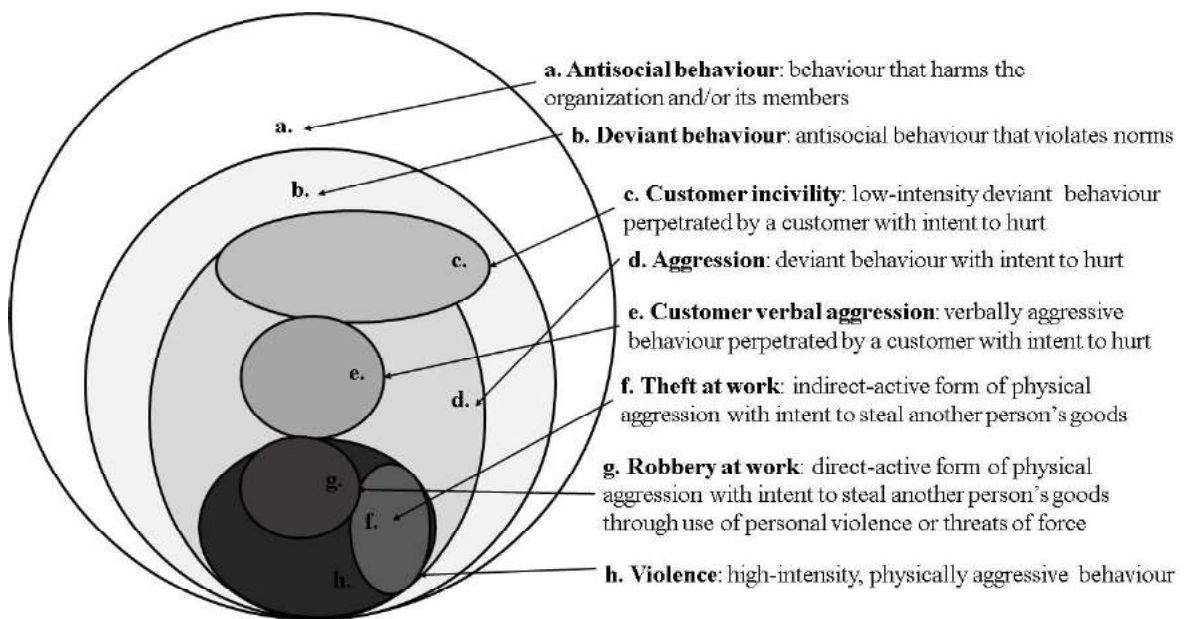 a. Antisocial behaviour: behaviour that harms the
organization and/or its members
a.
b. Deviant behaviour: antisocial behaviour that violates norms
b.
c. Customer incivility: low-intensity deviant behaviour
perpetrated by a customer with intent to hurt
c.
d. Aggression: deviant behaviour with intent to hurt
e. Customer verbal aggression: verbally aggressive
behaviour perpetrated by a customer with intent to hurt
e.
d.
f. Theft at work: indirect-active form of physical
aggression with intent to steal another person's goods
g. Robbery at work: direct-active form of physical
aggression with intent to steal another person's goods
through use of personal violence or threats of force
g.
f.
h.
h. Violence: high-intensity, physically aggressive behaviour